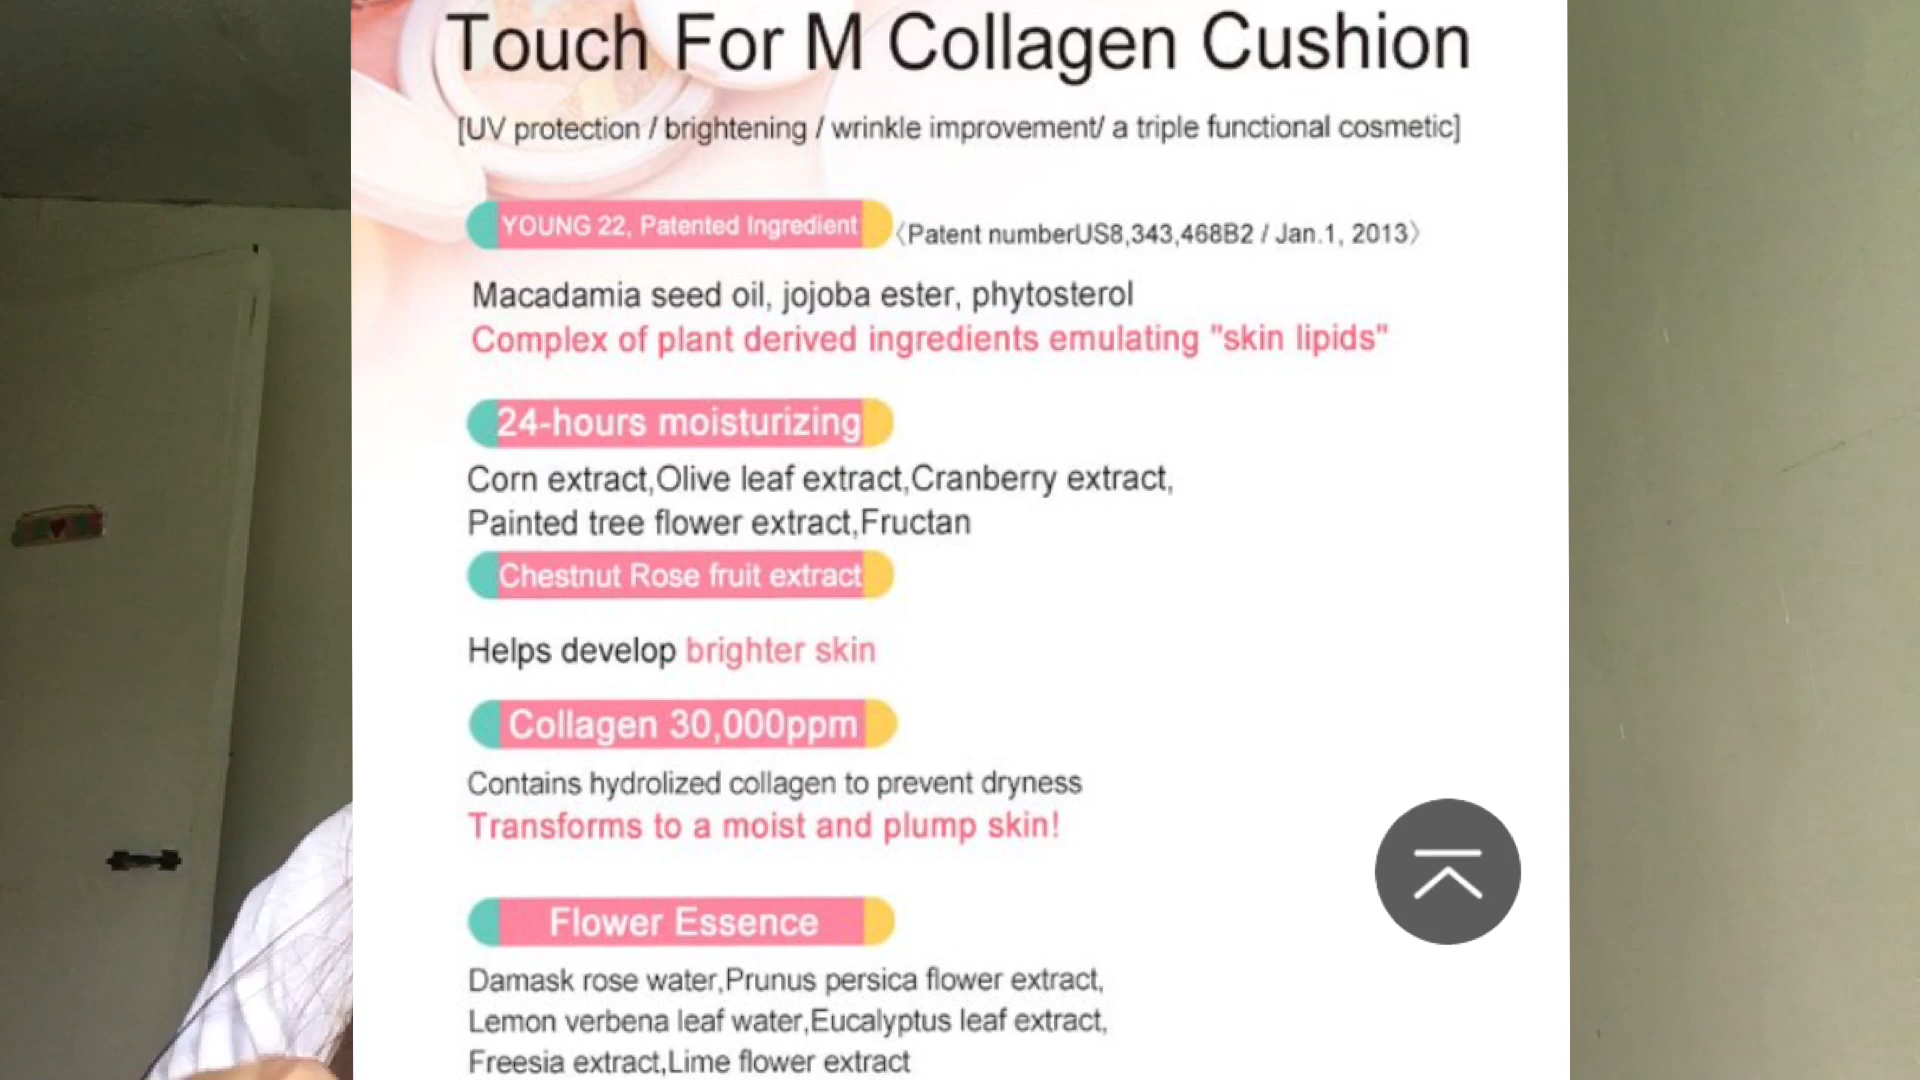 Touch For M Collagen Cushion
[UV protection / brightening / wrinkle improvement/ a triple functional cosmetic]
YOUNG 22, Patented Ingredient 〈Patent numberUS8,343,468B2 / Jan.1, 2013〉
Macadamia seed oil, jojoba ester, phytosterol
Complex of plant derived ingredients emulating "skin lipids"
24-hours moisturizing
Corn extract,Olive leaf extract,Cranberry extract,
Painted tree flower extract,Fructan
Chestnut Rose fruit extract
Helps develop brighter skin
Collagen 30,000ppm
Contains hydrolized collagen to prevent dryness
Transforms to a moist and plump skin!
Flower Essence
Damask rose water,Prunus persica flower extract,
Lemon verbena leaf water,Eucalyptus leaf extract,
Freesia extract,Lime flower extract